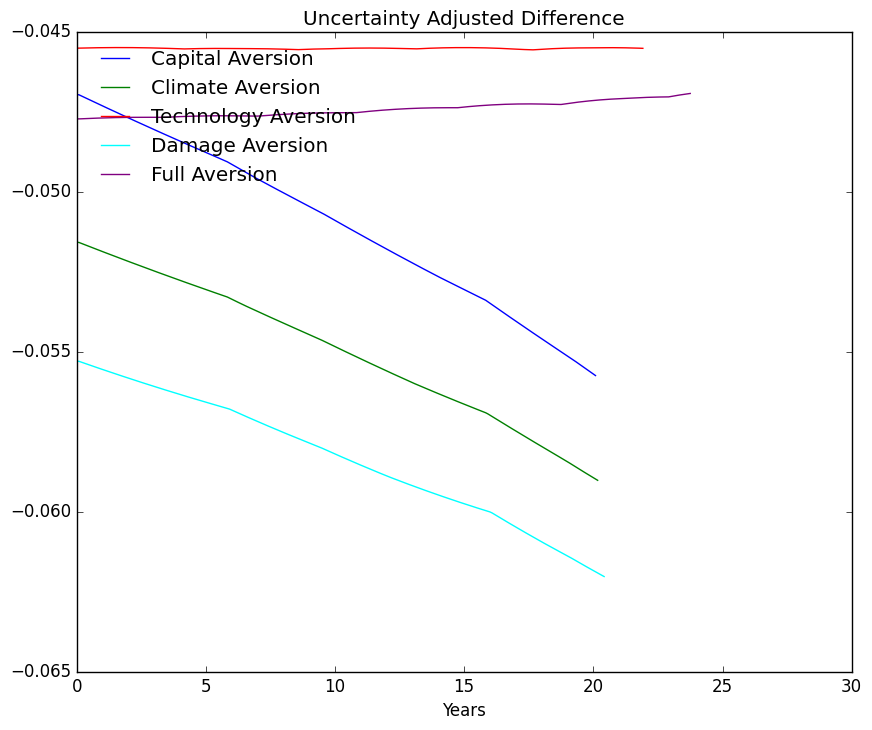 Uncertainty Adjusted Difference
−0.045
Capital Aversion
Climate Aversion
Technology Aversion
Damage Aversion
Full Aversion
−0.050
−0.055
−0.060
−0.065
0 5 10 15 20 25 30
Years